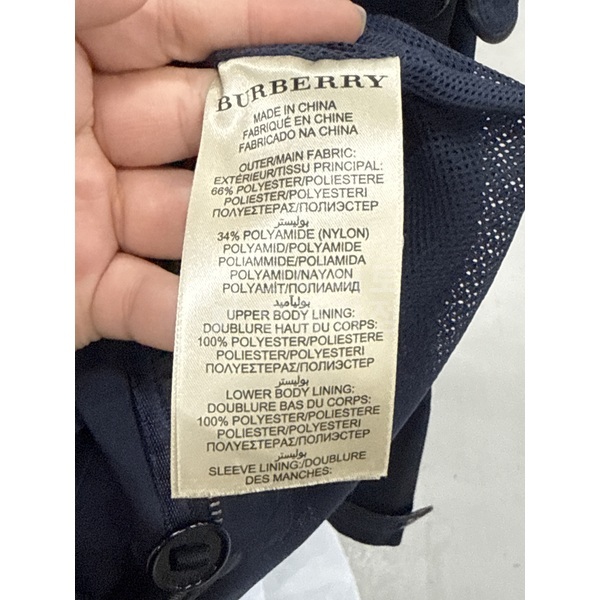 BURBERRY
MADE IN CHINA
FABRIQUÉ EN CHINE
FABRICADO NA CHINA
OUTER/MAIN FABRIC:
EXTÉRIEUR/TISSU PRINCIPAL:
66% POLYESTER/POLIESTERE
POLIESTER/POLYESTERI
ΠΟΛΥΕΣΤΕΡΑΣ/ПОЛИЭСТЕР
بوليستر
34% POLYAMIDE (NYLON)
POLYAMID/POLYAMIDE
POLIAMMIDE/POLIAMIDA
POLYAMIDI/ΝΑΥΛΟΝ
POLYAMİT/ПОЛИАМИД
بولياميد
UPPER BODY LINING:
DOUBLURE HAUT DU CORPS:
100% POLYESTER/POLIESTERE
POLIESTER/POLYESTERI
ΠΟΛΥΕΣΤΕΡΑΣ/ПОЛИЭСТЕР
بوليستر
LOWER BODY LINING:
DOUBLURE BAS DU CORPS:
100% POLYESTER/POLIESTERE
POLIESTER/POLYESTERI
ΠΟΛΥΕΣΤΕΡΑΣ/ПОЛИЭСТЕР
بوليستر
SLEEVE LINING:/DOUBLURE
DES MANCHES: